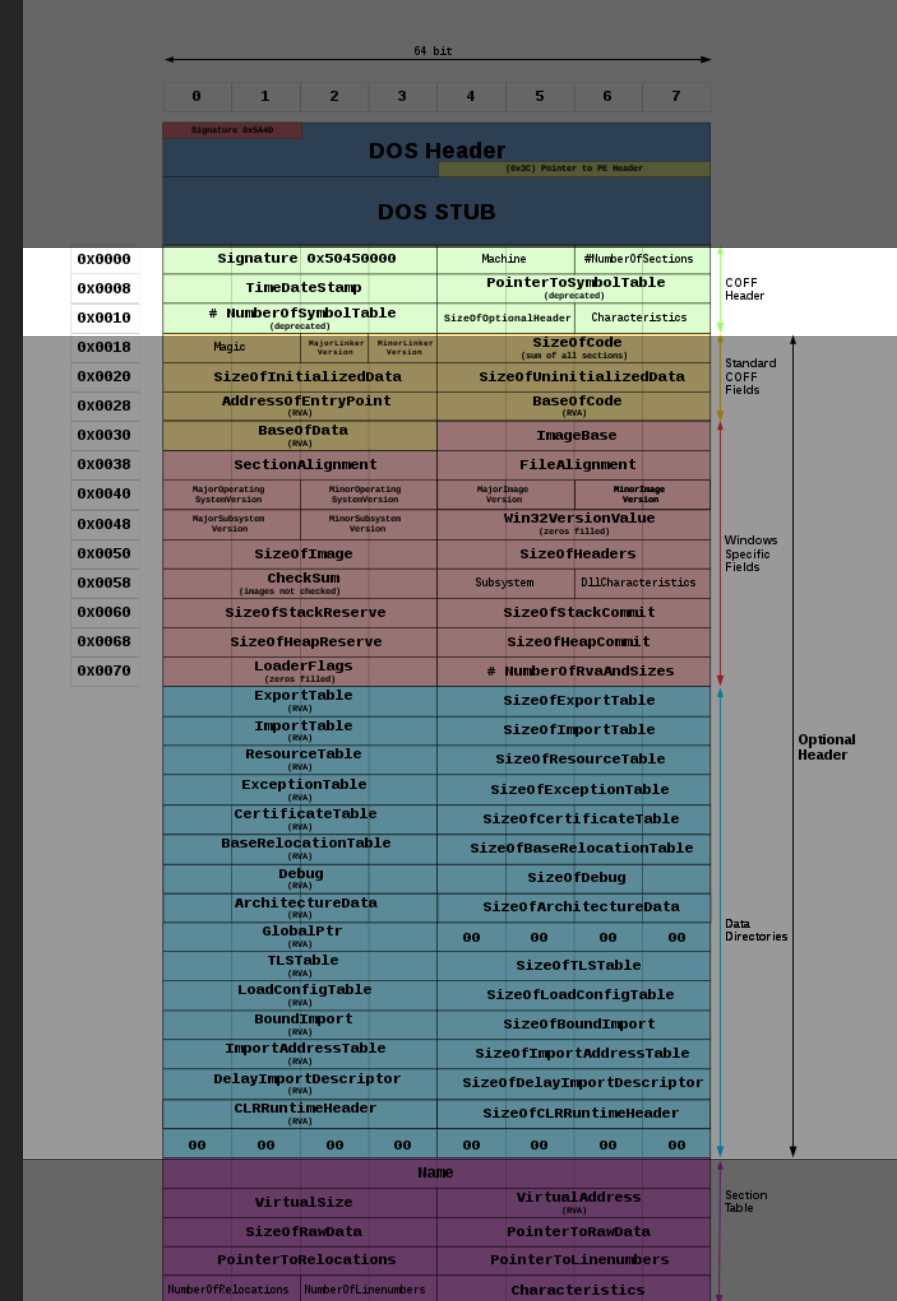 64 bit
0 1 2 3 4 5 6 7
Signature 0x5A4D
DOS Header
(0x3C) Pointer to PE Header
DOS STUB
0x0000 Signature 0x50450000 Machine #NumberOfSections
0x0008 TimeDateStamp PointerToSymbolTable
(deprecated)
COFF
Header
0x0010 # NumberOfSymbolTable SizeOfOptionalHeader Characteristics
(deprecated)
0x0018 Magic MajorLinker MinorLinker SizeOfCode
Version Version (sum of all sections)
Standard
COFF
Fields
0x0020 SizeOfInitializedData SizeOfUninitializedData
0x0028 AddressOfEntryPoint BaseOfCode
(RVA) (RVA)
0x0030 BaseOfData ImageBase
(RVA)
0x0038 SectionAlignment FileAlignment
0x0040 MajorOperating MinorOperating MajorImage MinorImage
SystemVersion SystemVersion Version Version
0x0048 MajorSubsystem MinorSubsystem Win32VersionValue
Version Version (zeros filled)
Windows
Specific
Fields
0x0050 SizeOfImage SizeOfHeaders
0x0058 CheckSum Subsystem DllCharacteristics
(images not checked)
0x0060 SizeOfStackReserve SizeOfStackCommit
0x0068 SizeOfHeapReserve SizeOfHeapCommit
0x0070 LoaderFlags # NumberOfRvaAndSizes
(zeros filled)
ExportTable SizeOfExportTable
(RVA)
ImportTable SizeOfImportTable
(RVA)
Optional
Header
ResourceTable SizeOfResourceTable
(RVA)
ExceptionTable SizeOfExceptionTable
(RVA)
CertificateTable SizeOfCertificateTable
(RVA)
BaseRelocationTable SizeOfBaseRelocationTable
(RVA)
Debug SizeOfDebug
(RVA)
ArchitectureData SizeOfArchitectureData
(RVA)
GlobalPtr 00 00 00 00
(RVA)
Data
Directories
TLSTable SizeOfTLSTable
(RVA)
LoadConfigTable SizeOfLoadConfigTable
(RVA)
BoundImport SizeOfBoundImport
(RVA)
ImportAddressTable SizeOfImportAddressTable
(RVA)
DelayImportDescriptor SizeOfDelayImportDescriptor
(RVA)
CLRRuntimeHeader SizeOfCLRRuntimeHeader
(RVA)
00 00 00 00 00 00 00 00
Name
VirtualSize VirtualAddress
(RVA)
Section
Table
SizeOfRawData PointerToRawData
PointerToRelocations PointerToLinenumbers
NumberOfRelocations NumberOfLinenumbers Characteristics